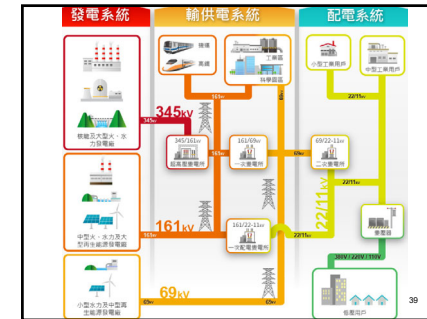 發電系統
輸供電系統
配電系統
捷運
高鐵
工業區
科學園區
小型工業用戶
中型工業用戶
161kV
69kV
22/11kV
345kV
345kV
345/161kV
超高壓變電所
161kV
161/69kV
一次變電所
69kV
69/22-11kV
二次變電所
核能及大型火、水
力發電廠
22/11kV
22/11kV
161kV
161kV
161/22-11kV
一次配電變電所
22/11kV
變壓器
中型火、水力及大
型再生能源發電廠
380V / 220V / 110V
69kV
69kV
小型水力及中型再
生能源發電廠
低壓用戶
39